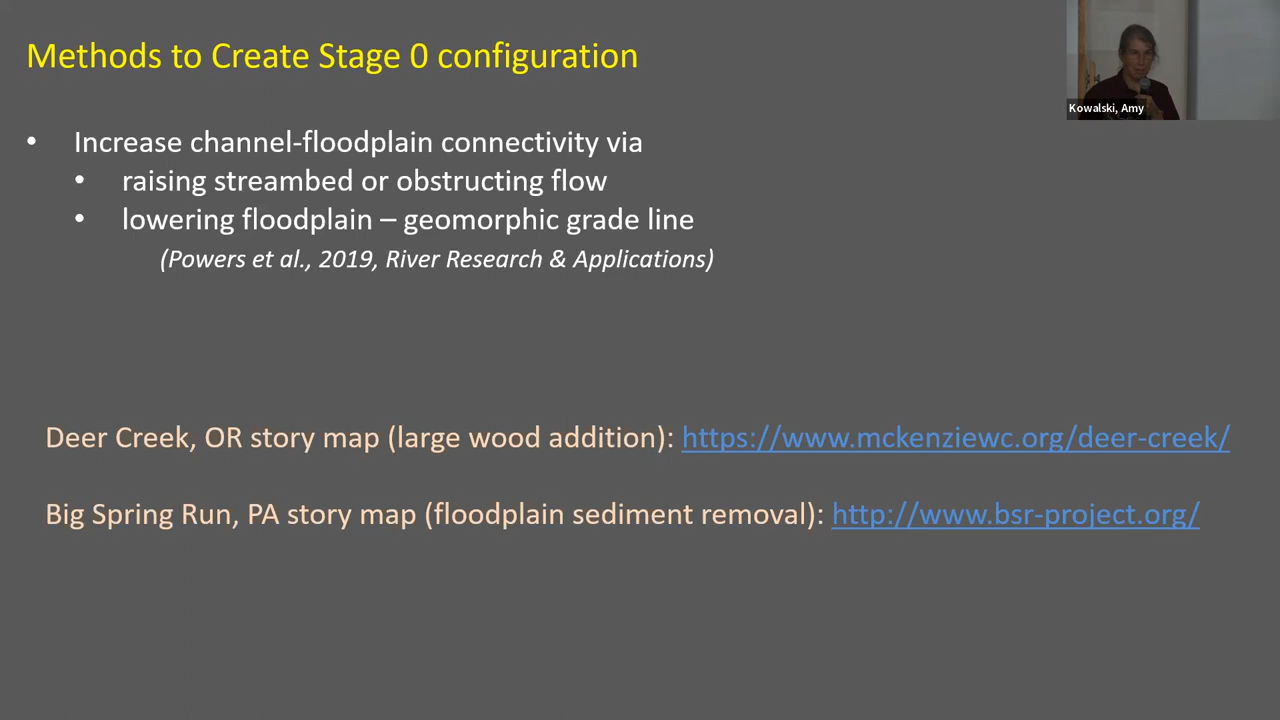 Methods to Create Stage 0 configuration
Kowalski, Amy
• Increase channel-floodplain connectivity via
• raising streambed or obstructing flow
• lowering floodplain – geomorphic grade line
(Powers et al., 2019, River Research & Applications)
Deer Creek, OR story map (large wood addition): https://www.mckenziewc.org/deer-creek/
Big Spring Run, PA story map (floodplain sediment removal): http://www.bsr-project.org/